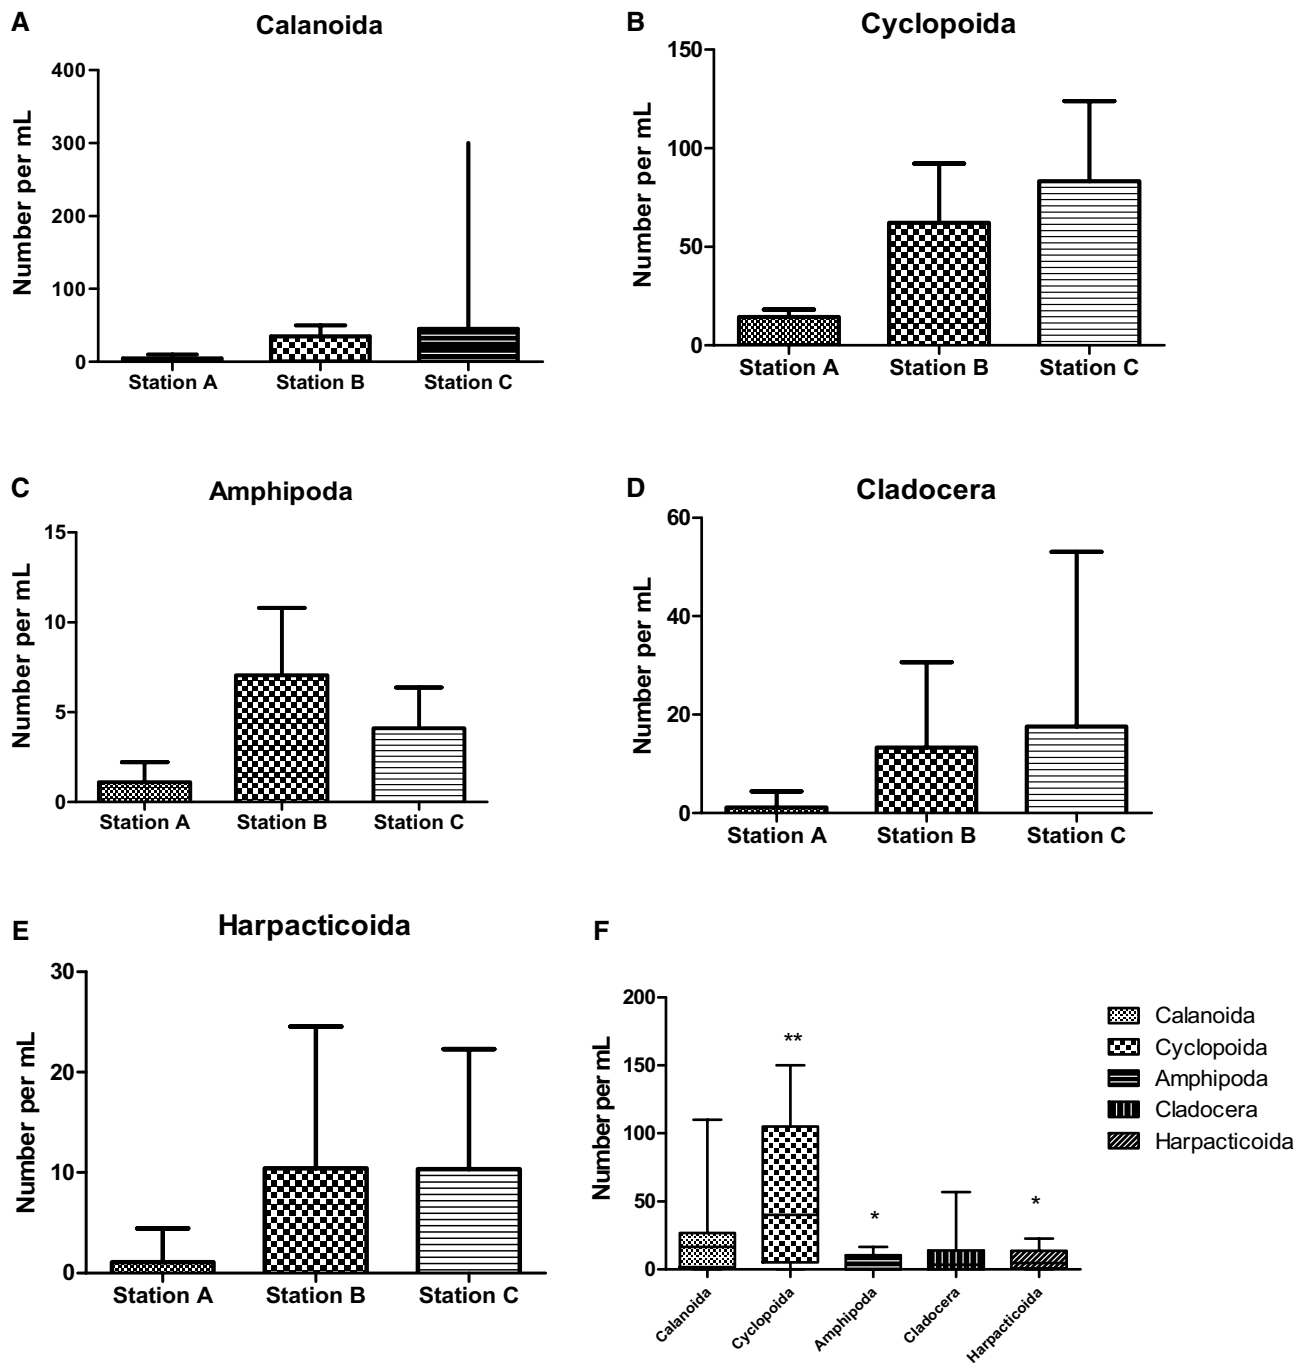 A
Calanoida
Number per mL
400
300
200
100
0
Station A Station B Station C
B
Cyclopoida
Number per mL
150
100
50
0
Station A Station B Station C
C
Amphipoda
Number per mL
15
10
5
0
Station A Station B Station C
D
Cladocera
Number per mL
60
40
20
0
Station A Station B Station C
E
Harpacticoida
Number per mL
30
20
10
0
Station A Station B Station C
F
Number per mL
200
150
100
50
0
**
*
*
Calanoida
Cyclopoida
Amphipoda
Cladocera
Harpacticoida
Calanoida
Cyclopoida
Amphipoda
Cladocera
Harpacticoida